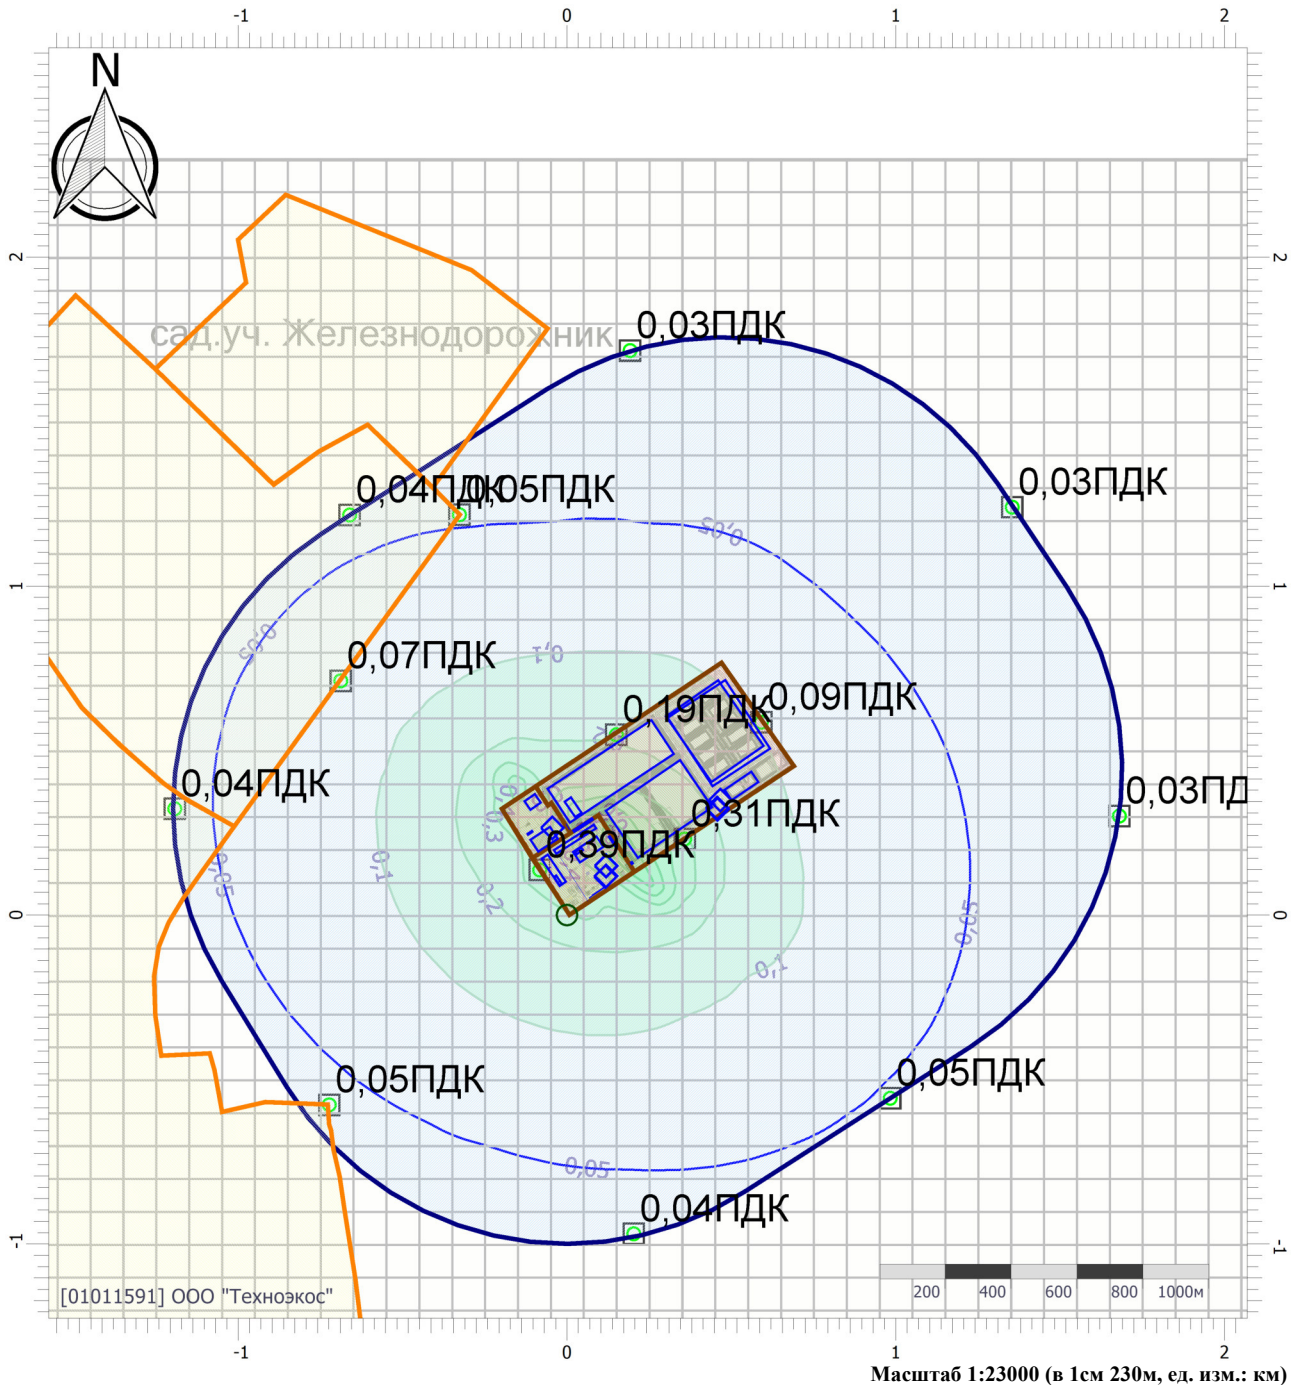 -1 0 1 2
N
2 2
сад.уч. Железнодорожник
0,03ПДК
0,04ПДК 0,05ПДК 0,03ПДК
0,05
1 1
0,05
0,1
0,07ПДК
0,19ПДК 0,09ПДК
0,04ПДК 0,03ПД
0,3
0,31ПДК
0,39ПДК
0,1
0,05
0,2
0 0
0,05
0,1
0,05ПДК 0,05ПДК
0,05
0,04ПДК
-1 -1
200 400 600 800 1000м
[01011591] ООО "Техноэкос"
-1 0 1 2
Масштаб 1:23000 (в 1см 230м, ед. изм.: км)